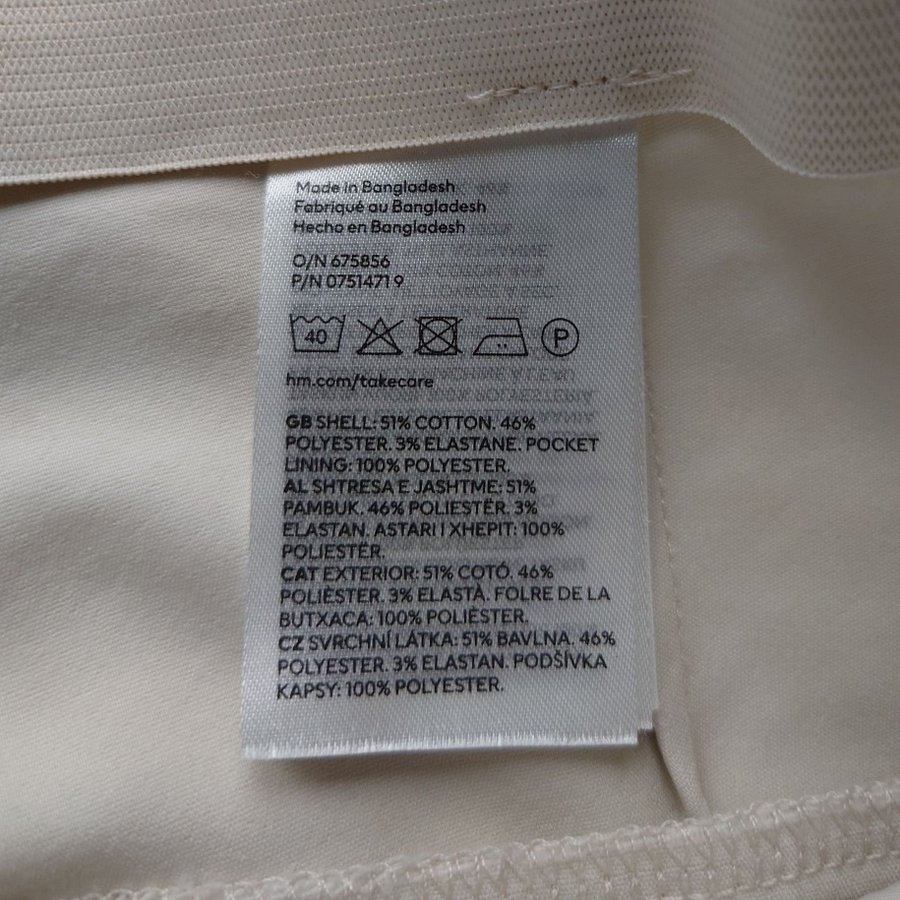 Made in Bangladesh
Fabriqué au Bangladesh
Hecho en Bangladesh
O/N 675856
P/N 0751471 9
40
P
hm.com/takecare
GB SHELL: 51% COTTON. 46%
POLYESTER. 3% ELASTANE. POCKET
LINING: 100% POLYESTER.
AL SHTRESA E JASHTME: 51%
PAMBUK. 46% POLIESTËR. 3%
ELASTAN. ASTARI I XHEPIT: 100%
POLIESTËR.
CAT EXTERIOR: 51% COTÓ. 46%
POLIÈSTER. 3% ELASTÀ. FOLRE DE LA
BUTXACA: 100% POLIÈSTER.
CZ SVRCHNÍ LÁTKA: 51% BAVLNA. 46%
POLYESTER. 3% ELASTAN. PODŠÍVKA
KAPSY: 100% POLYESTER.